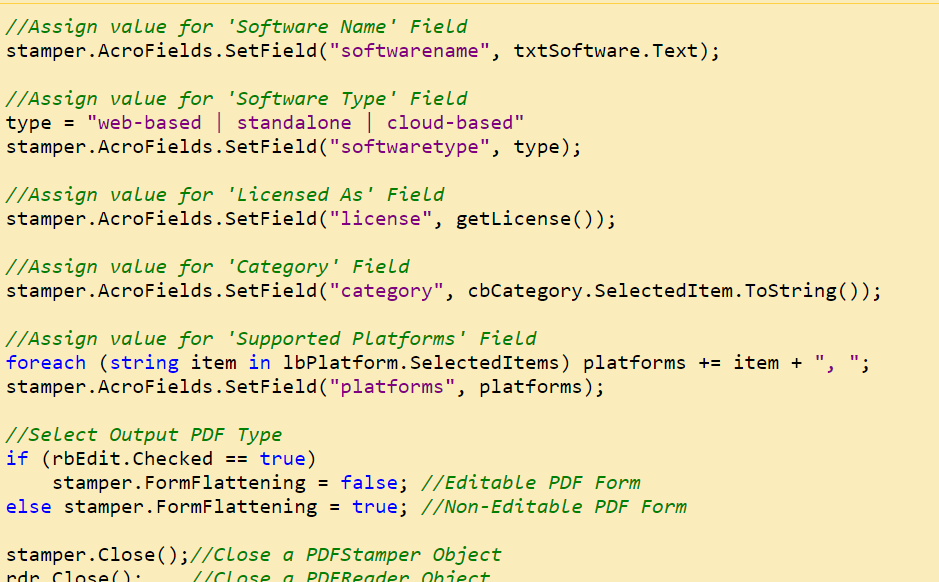 //Assign value for 'Software Name' Field
stamper.AcroFields.SetField("softwarename", txtSoftware.Text);
//Assign value for 'Software Type' Field
type = "web-based | standalone | cloud-based"
stamper.AcroFields.SetField("softwaretype", type);
//Assign value for 'Licensed As' Field
stamper.AcroFields.SetField("license", getLicense());
//Assign value for 'Category' Field
stamper.AcroFields.SetField("category", cbCategory.SelectedItem.ToString());
//Assign value for 'Supported Platforms' Field
foreach (string item in lbPlatform.SelectedItems) platforms += item + ", ";
stamper.AcroFields.SetField("platforms", platforms);
//Select Output PDF Type
if (rbEdit.Checked == true)
    stamper.FormFlattening = false; //Editable PDF Form
else stamper.FormFlattening = true; //Non-Editable PDF Form
stamper.Close();//Close a PDFStamper Object
rdr.Close();    //Close a PDFReader Object